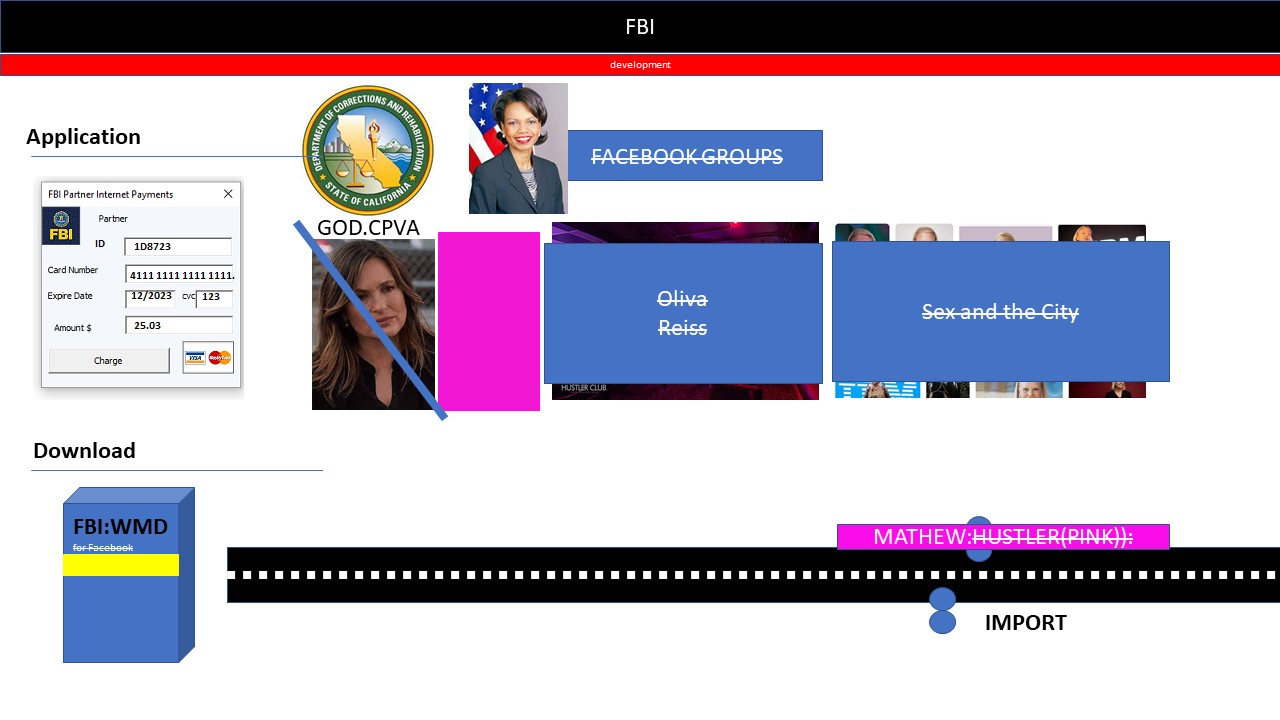 FBI
development
Application
DEPARTMENT OF CORRECTIONS AND REHABILITATION
STATE OF CALIFORNIA
FACEBOOK GROUPS
GOD.CPVA
FBI Partner Internet Payments
FBI
Partner
ID
1D8723
Card Number
4111 1111 1111 1111.
Expire Date
12/2023
cvc
123
Amount $
25.03
Charge
VISA
MasterCard
Oliva
Reiss
HUSTLER CLUB
Sex and the City
Download
FBI:WMD
for Facebook
MATHEW:HUSTLER(PINK)):
IMPORT